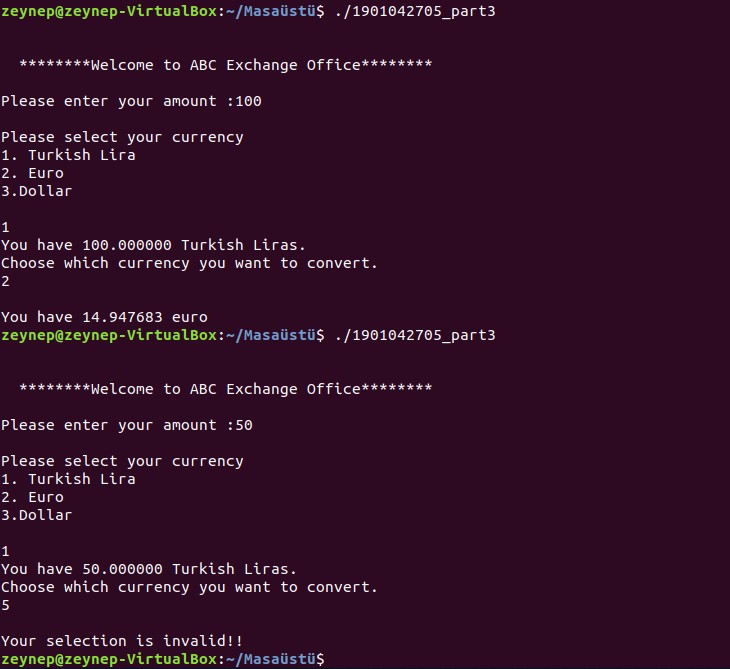 zeynep@zeynep-VirtualBox:~/Masaüstü$ ./1901042705_part3
********Welcome to ABC Exchange Office********
Please enter your amount :100
Please select your currency
1. Turkish Lira
2. Euro
3.Dollar
1
You have 100.000000 Turkish Liras.
Choose which currency you want to convert.
2
You have 14.947683 euro
zeynep@zeynep-VirtualBox:~/Masaüstü$ ./1901042705_part3
********Welcome to ABC Exchange Office********
Please enter your amount :50
Please select your currency
1. Turkish Lira
2. Euro
3.Dollar
1
You have 50.000000 Turkish Liras.
Choose which currency you want to convert.
5
Your selection is invalid!!
zeynep@zeynep-VirtualBox:~/Masaüstü$